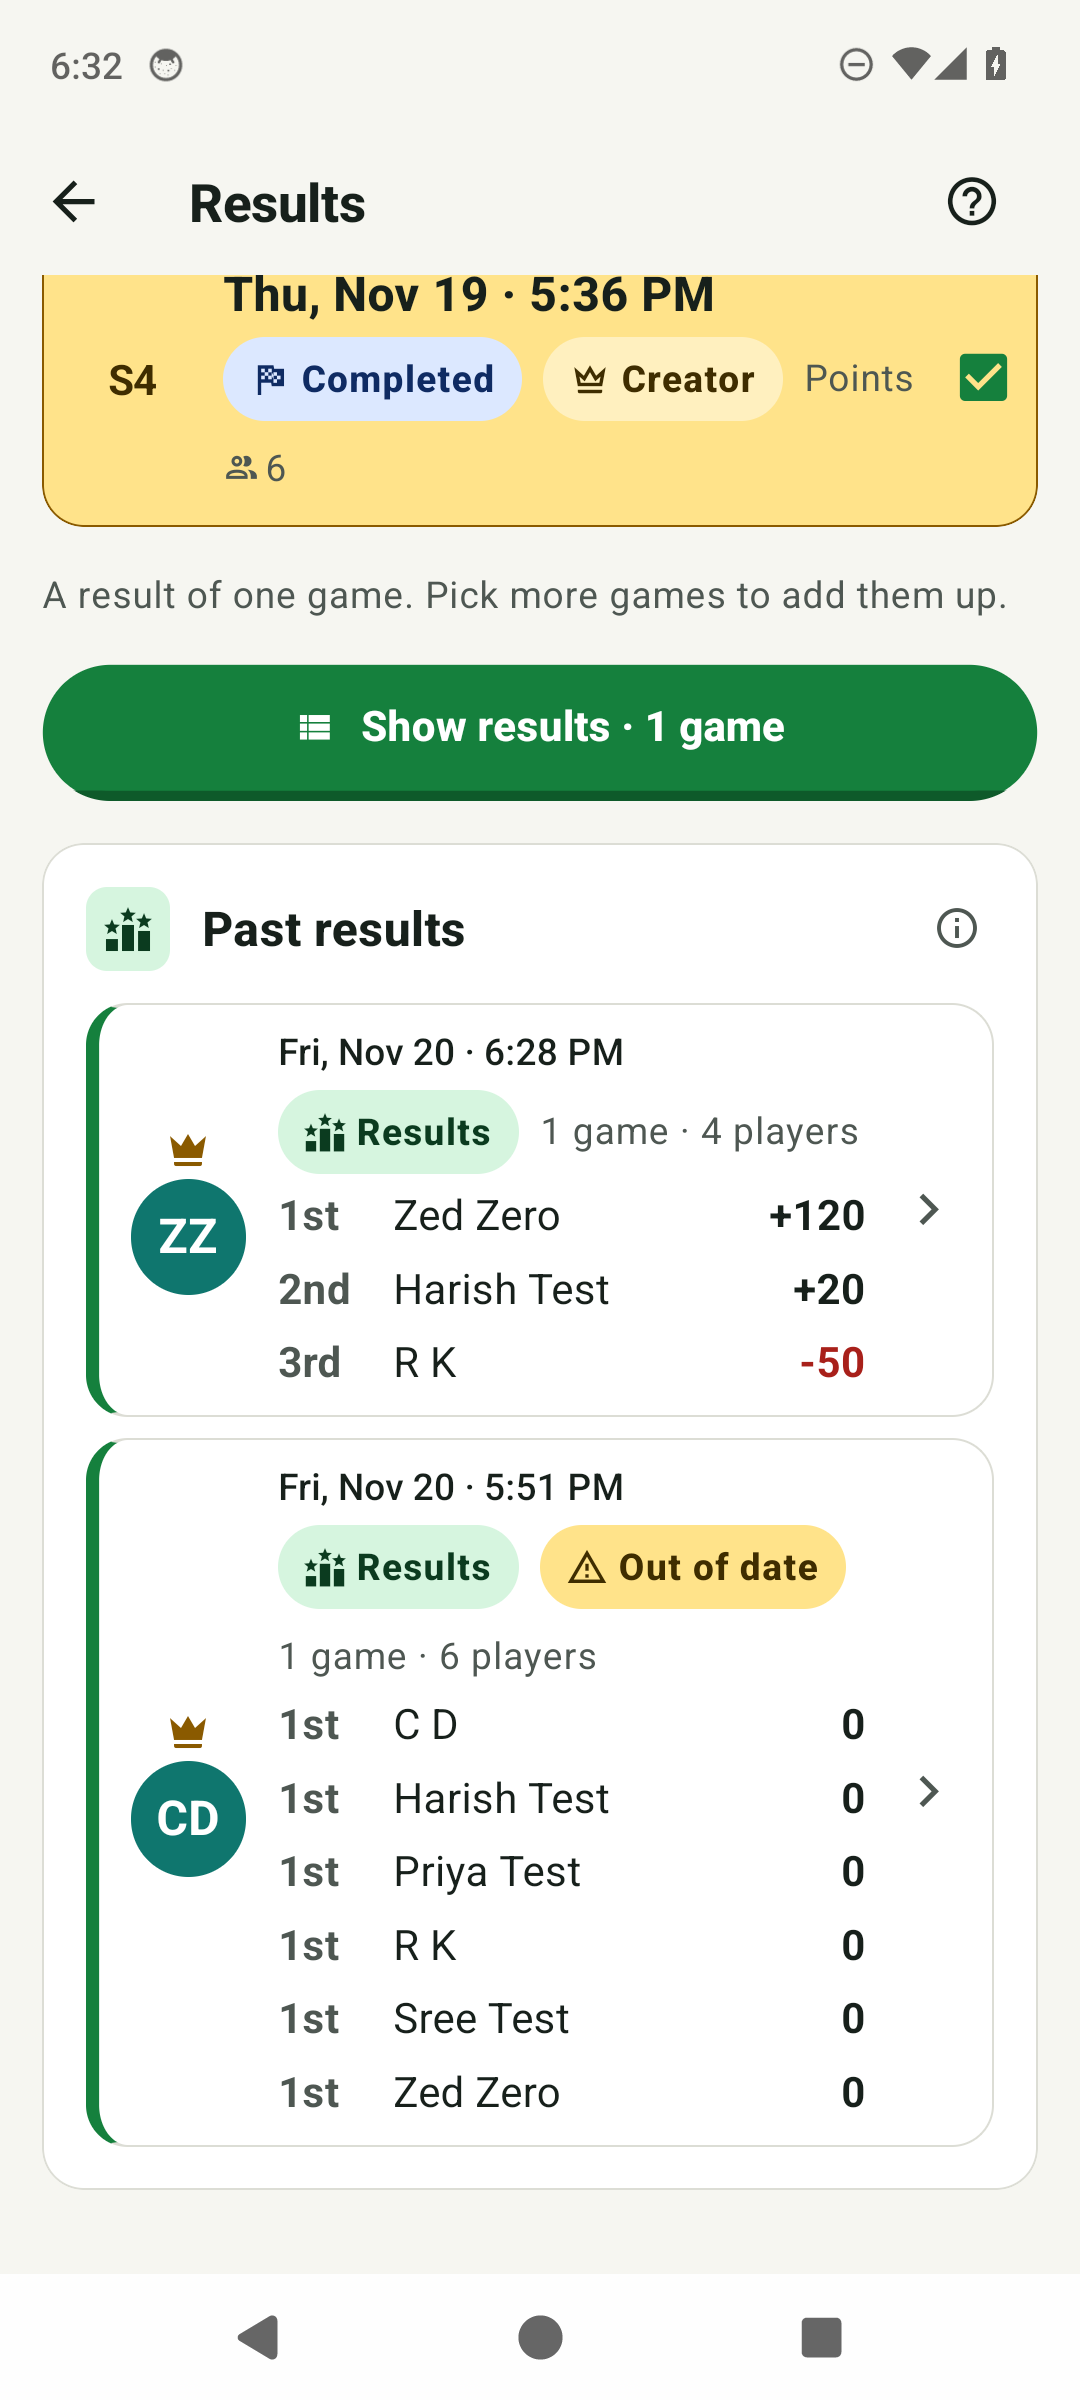 6:32
Results
Thu, Nov 19 · 5:36 PM
S4
Completed
Creator
Points
6
A result of one game. Pick more games to add them up.
Show results · 1 game
Past results
Fri, Nov 20 · 6:28 PM
Results
1 game · 4 players
ZZ
1st Zed Zero +120
2nd Harish Test +20
3rd R K -50
Fri, Nov 20 · 5:51 PM
Results
Out of date
1 game · 6 players
CD
1st C D 0
1st Harish Test 0
1st Priya Test 0
1st R K 0
1st Sree Test 0
1st Zed Zero 0